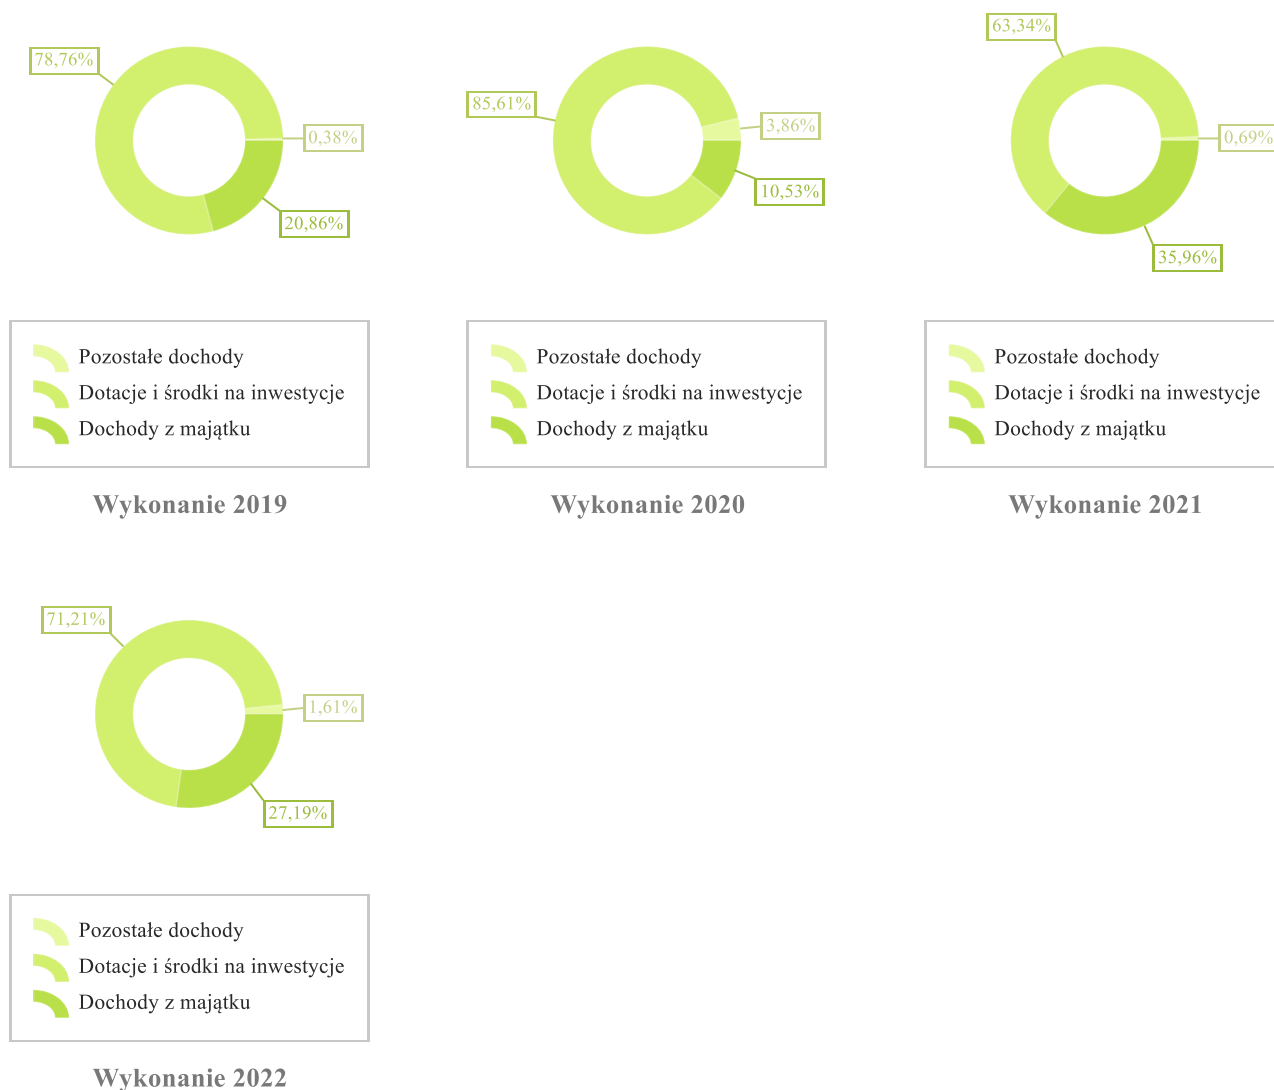 78,76%
0,38%
20,86%
Pozostałe dochody
Dotacje i środki na inwestycje
Dochody z majątku
Wykonanie 2019
85,61%
3,86%
10,53%
Pozostałe dochody
Dotacje i środki na inwestycje
Dochody z majątku
Wykonanie 2020
63,34%
0,69%
35,96%
Pozostałe dochody
Dotacje i środki na inwestycje
Dochody z majątku
Wykonanie 2021
71,21%
1,61%
27,19%
Pozostałe dochody
Dotacje i środki na inwestycje
Dochody z majątku
Wykonanie 2022